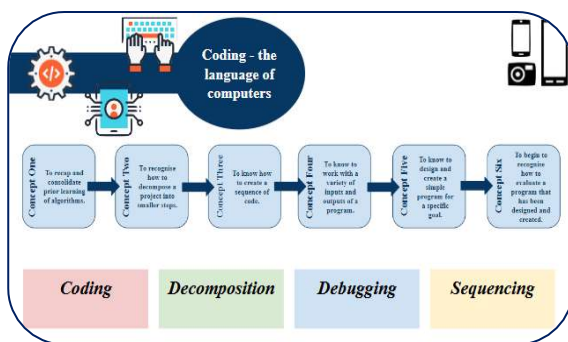 </>
Coding - the
language of
computers
Concept One
To recap and
consolidate
prior learning
of algorithms.
Concept Two
To recognise
how to
decompose a
project into
smaller steps.
Concept Three
To know how
to create a
sequence of
code.
Concept Four
To know to
work with a
variety of
inputs and
outputs of a
program.
Concept Five
To know to
design and
create a
simple
program for
a specific
goal.
Concept Six
To begin to
recognise
how to
evaluate a
program that
has been
designed and
created.
Coding
Decomposition
Debugging
Sequencing